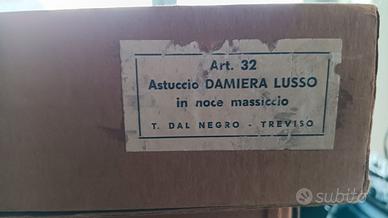 Art. 32
Astuccio DAMIERA LUSSO
in noce massiccio
T. DAL NEGRO - TREVISO
subito